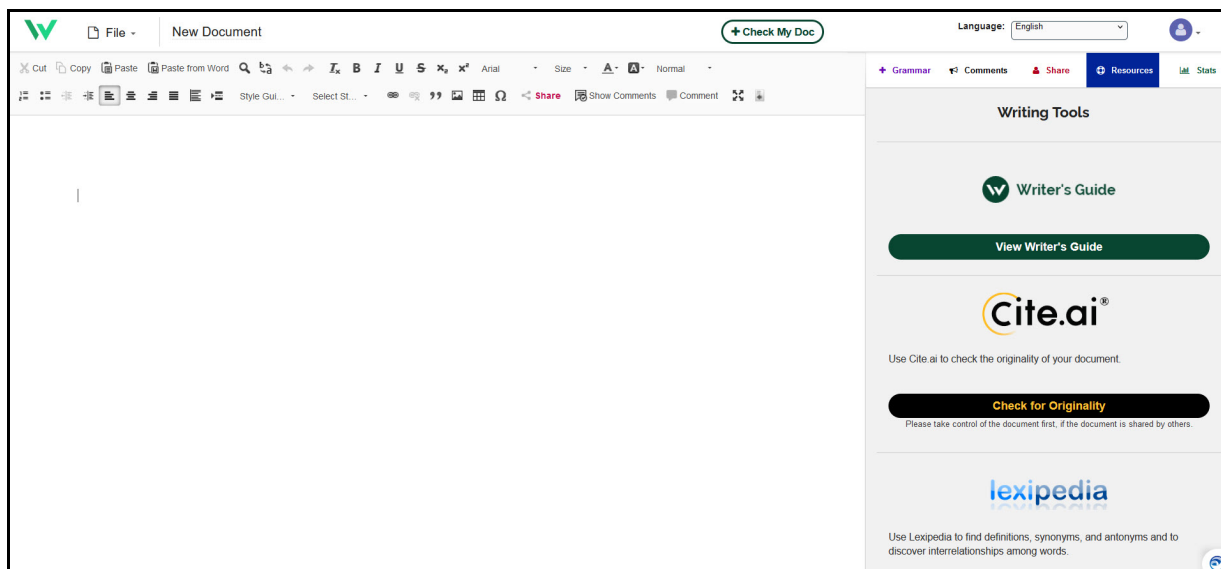 File
New Document
Check My Doc
Language: English
Cut Copy Paste Paste from Word B I U S x₂ x² Arial Size A A Normal
Style Gui... Select St... Share Show Comments Comment
Grammar Comments Share Resources Stats
Writing Tools
Writer's Guide
View Writer's Guide
Cite.ai®
Use Cite.ai to check the originality of your document.
Check for Originality
Please take control of the document first, if the document is shared by others.
lexipedia
Use Lexipedia to find definitions, synonyms, and antonyms and to
discover interrelationships among words.